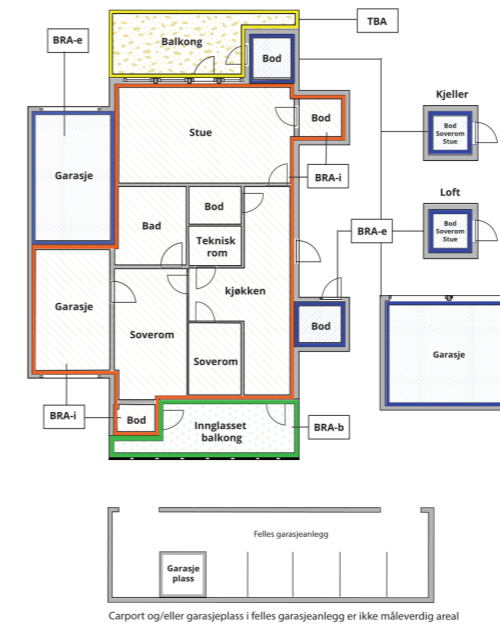 TBA
BRA-e
Balkong
Bod
Kjeller
Bod
Soverom
Stue
Stue
Bod
Garasje
BRA-i
Loft
Bod
Soverom
Stue
Bad
Bod
Teknisk
rom
BRA-e
kjøkken
Garasje
Soverom
Soverom
Bod
Garasje
BRA-i
Bod
Innglasset
balkong
BRA-b
Felles garasjeanlegg
Garasje
plass
Carport og/eller garasjeplass i felles garasjeanlegg er ikke måleverdig areal